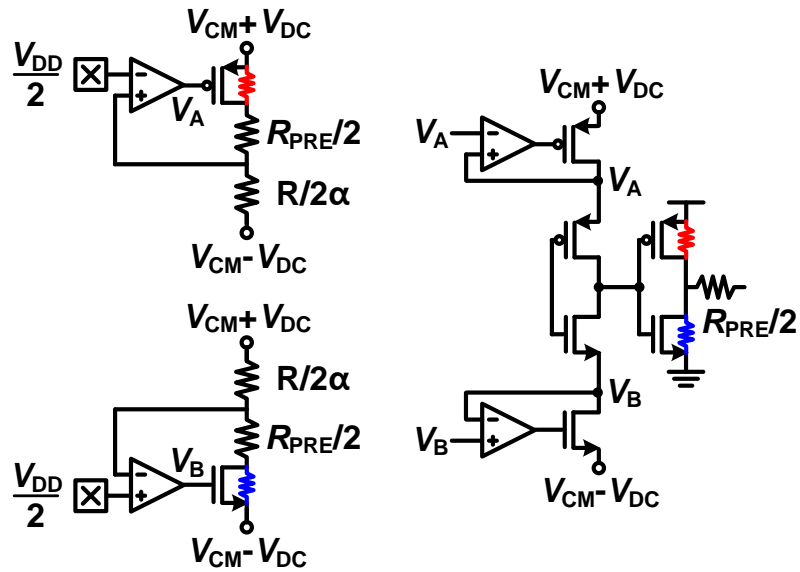 V_CM+ V_DC
V_DD
2
−
+
V_A
R_PRE/2
R/2α
V_CM- V_DC
V_CM+ V_DC
R/2α
R_PRE/2
−
+
V_B
V_DD
2
V_CM- V_DC
V_CM+ V_DC
V_A
−
+
V_A
R_PRE/2
V_B
−
+
V_B
V_CM- V_DC